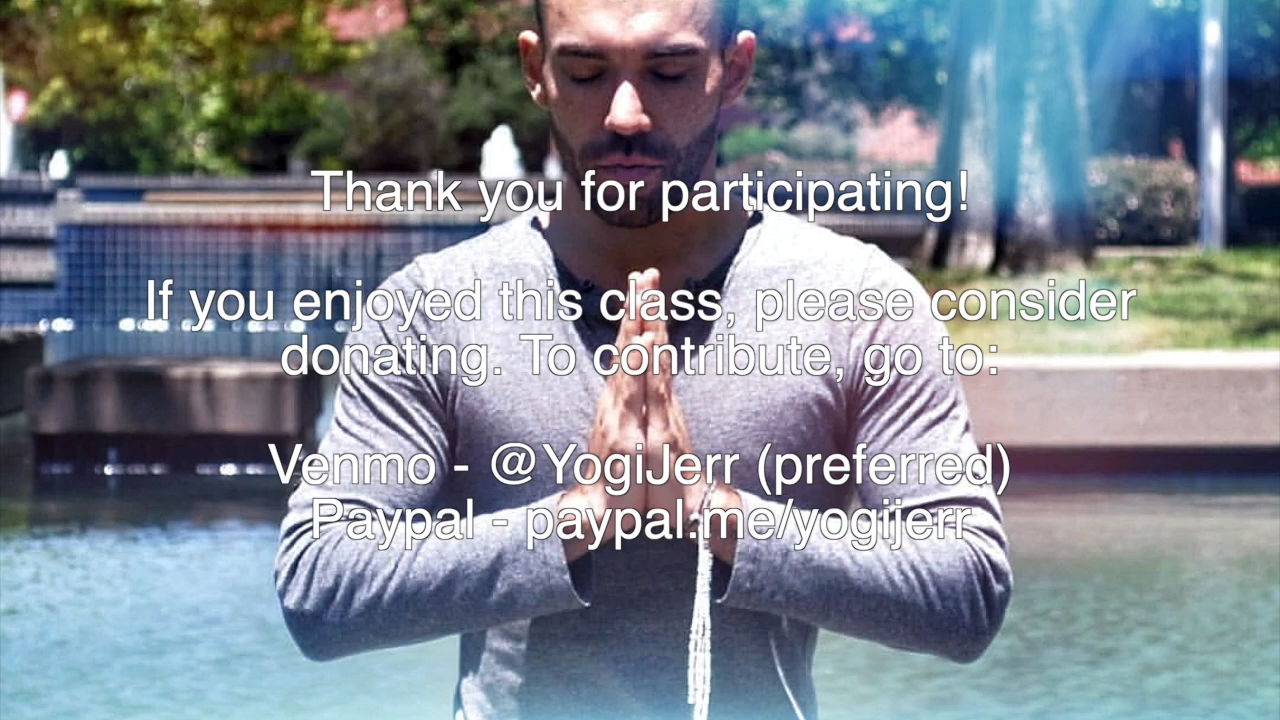 Thank you for participating!
If you enjoyed this class, please consider
donating. To contribute, go to:
Venmo - @YogiJerr (preferred)
Paypal - paypal.me/yogijerr